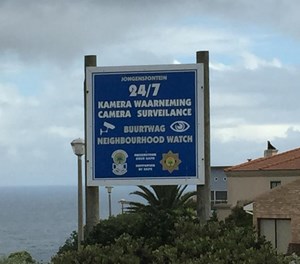 JONGENSFONTEIN
24/7
KAMERA WAARNEMING
CAMERA SURVEILANCE
BUURTWAG
NEIGHBOURHOOD WATCH